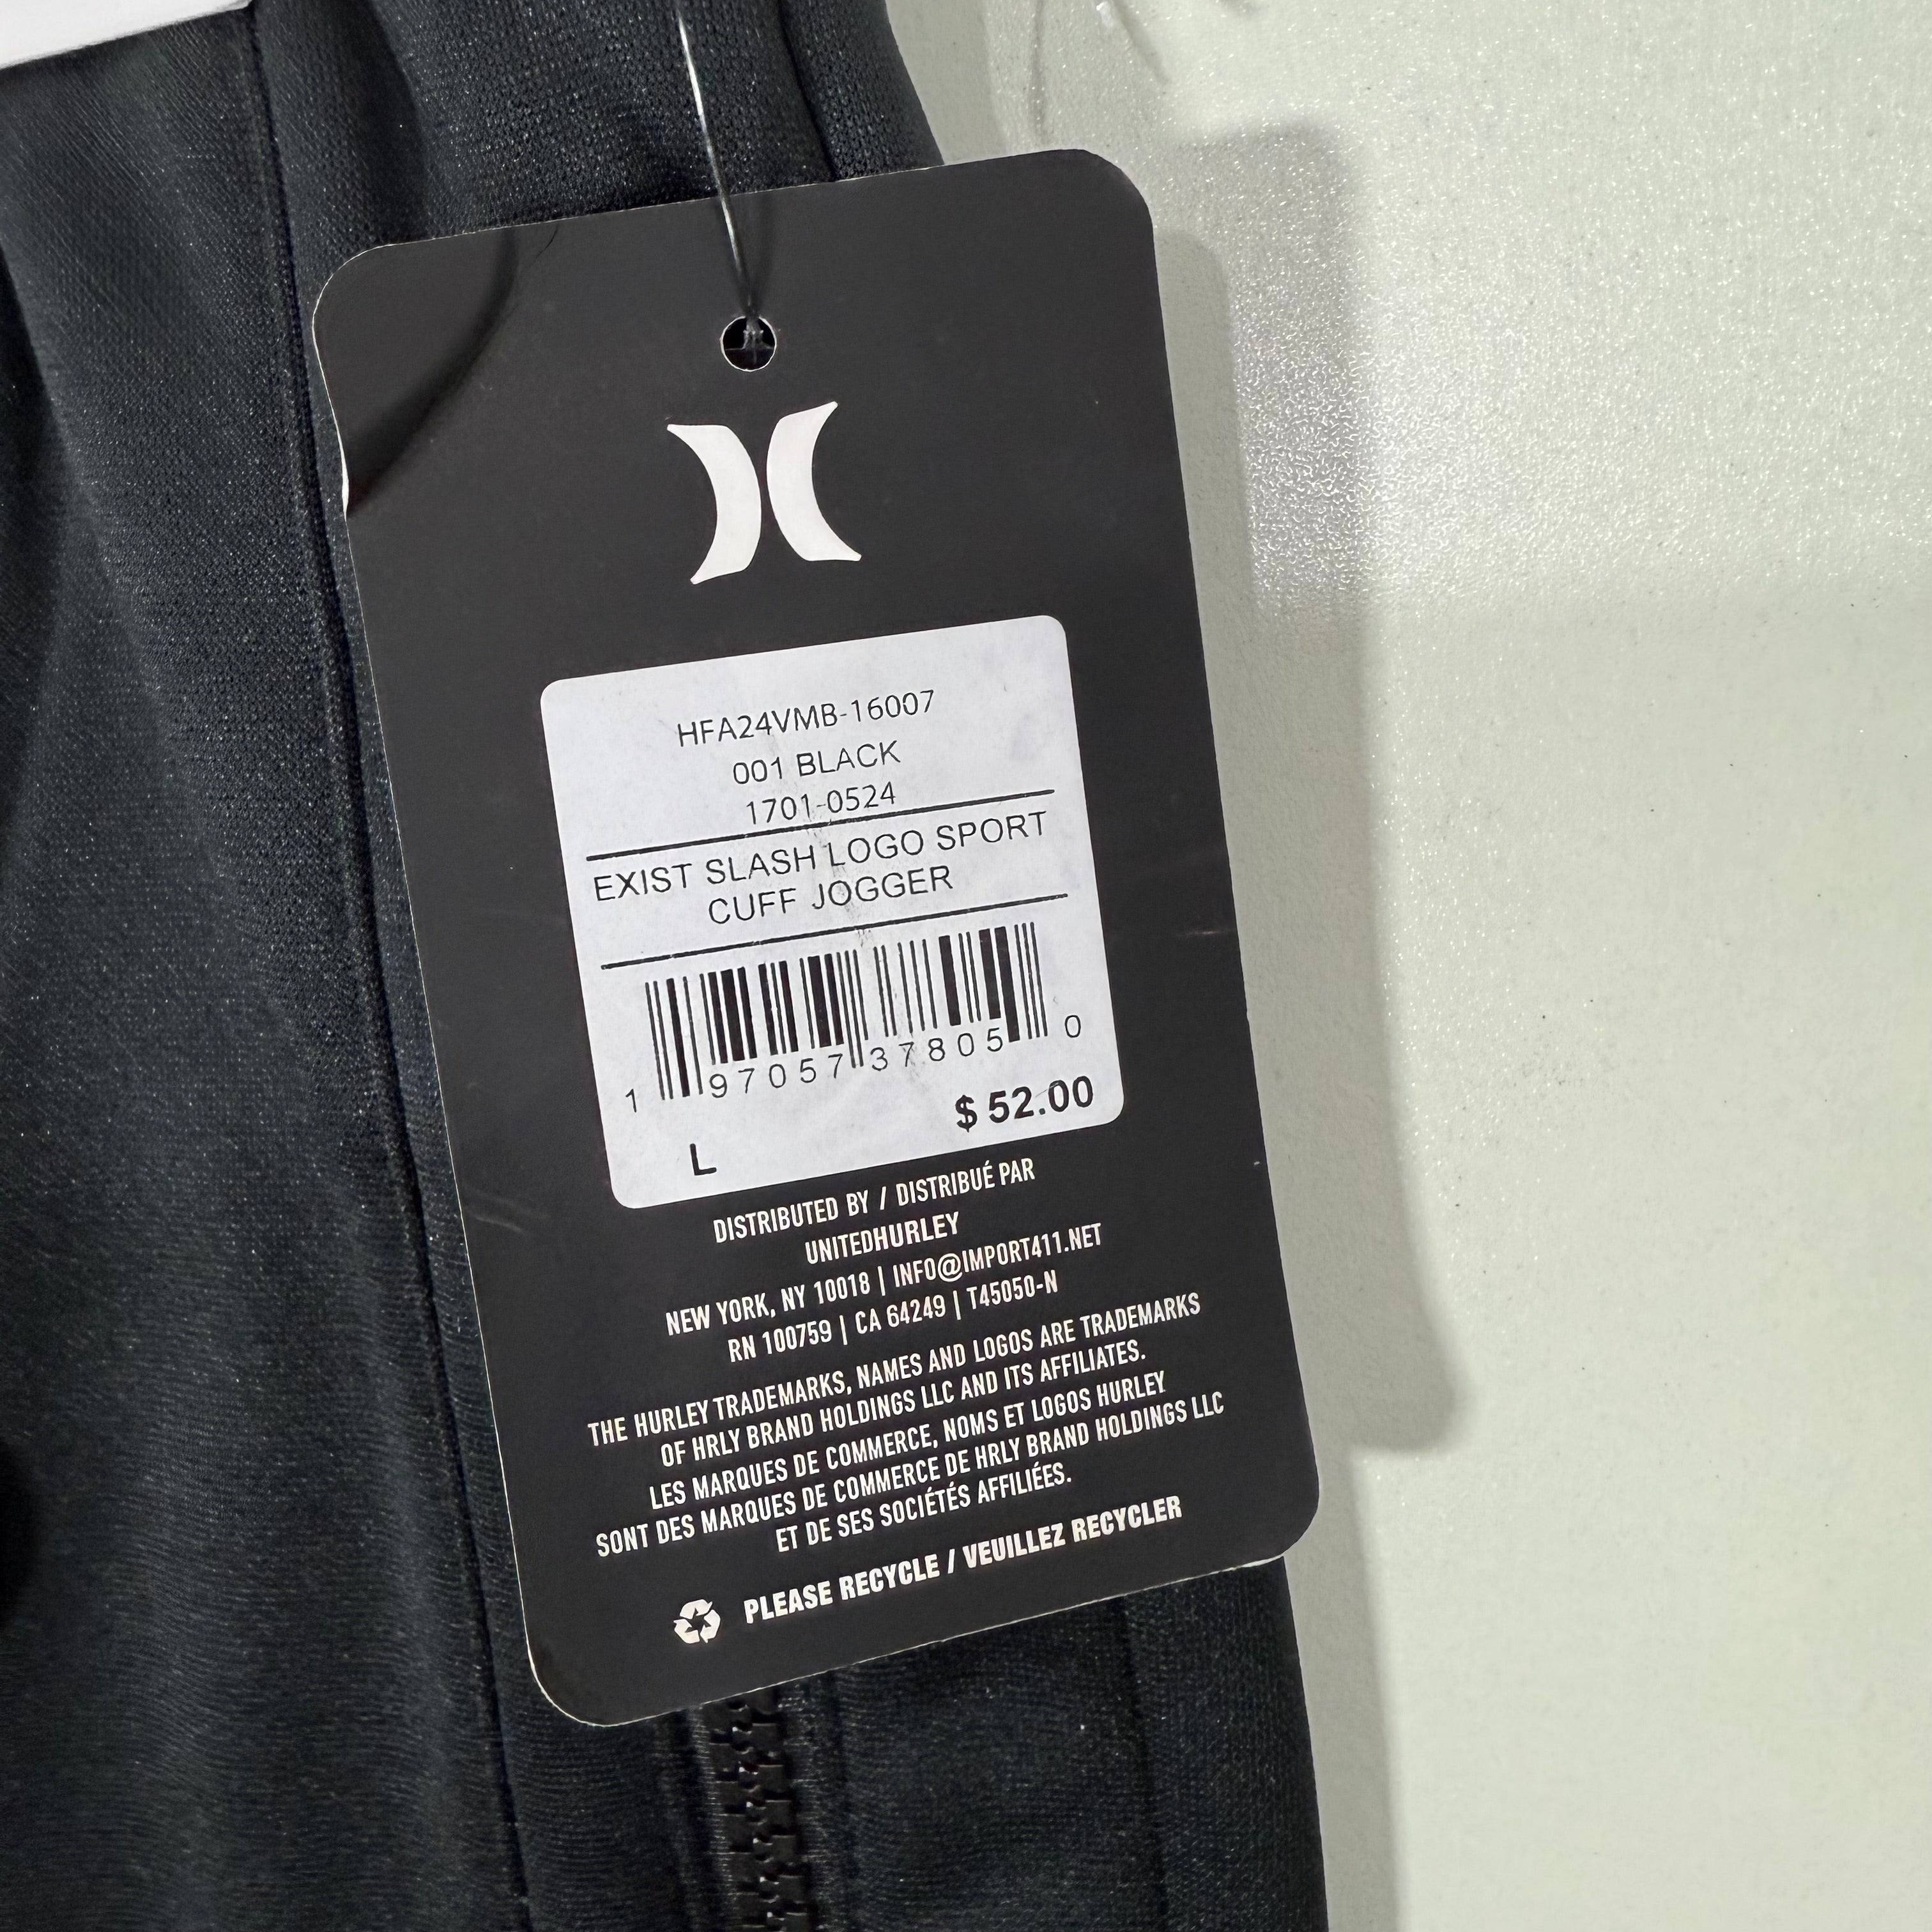 HFA24VMB-16007
001 BLACK
1701-0524
EXIST SLASH LOGO SPORT
CUFF JOGGER
1 97057 37805 0
$ 52.00
L
DISTRIBUTED BY / DISTRIBUÉ PAR
UNITEDHURLEY
NEW YORK, NY 10018 | INFO@IMPORT411.NET
RN 100759 | CA 64249 | T45050-N
THE HURLEY TRADEMARKS, NAMES AND LOGOS ARE TRADEMARKS
OF HRLY BRAND HOLDINGS LLC AND ITS AFFILIATES.
LES MARQUES DE COMMERCE, NOMS ET LOGOS HURLEY
SONT DES MARQUES DE COMMERCE DE HRLY BRAND HOLDINGS LLC
ET DE SES SOCIÉTÉS AFFILIÉES.
PLEASE RECYCLE / VEUILLEZ RECYCLER